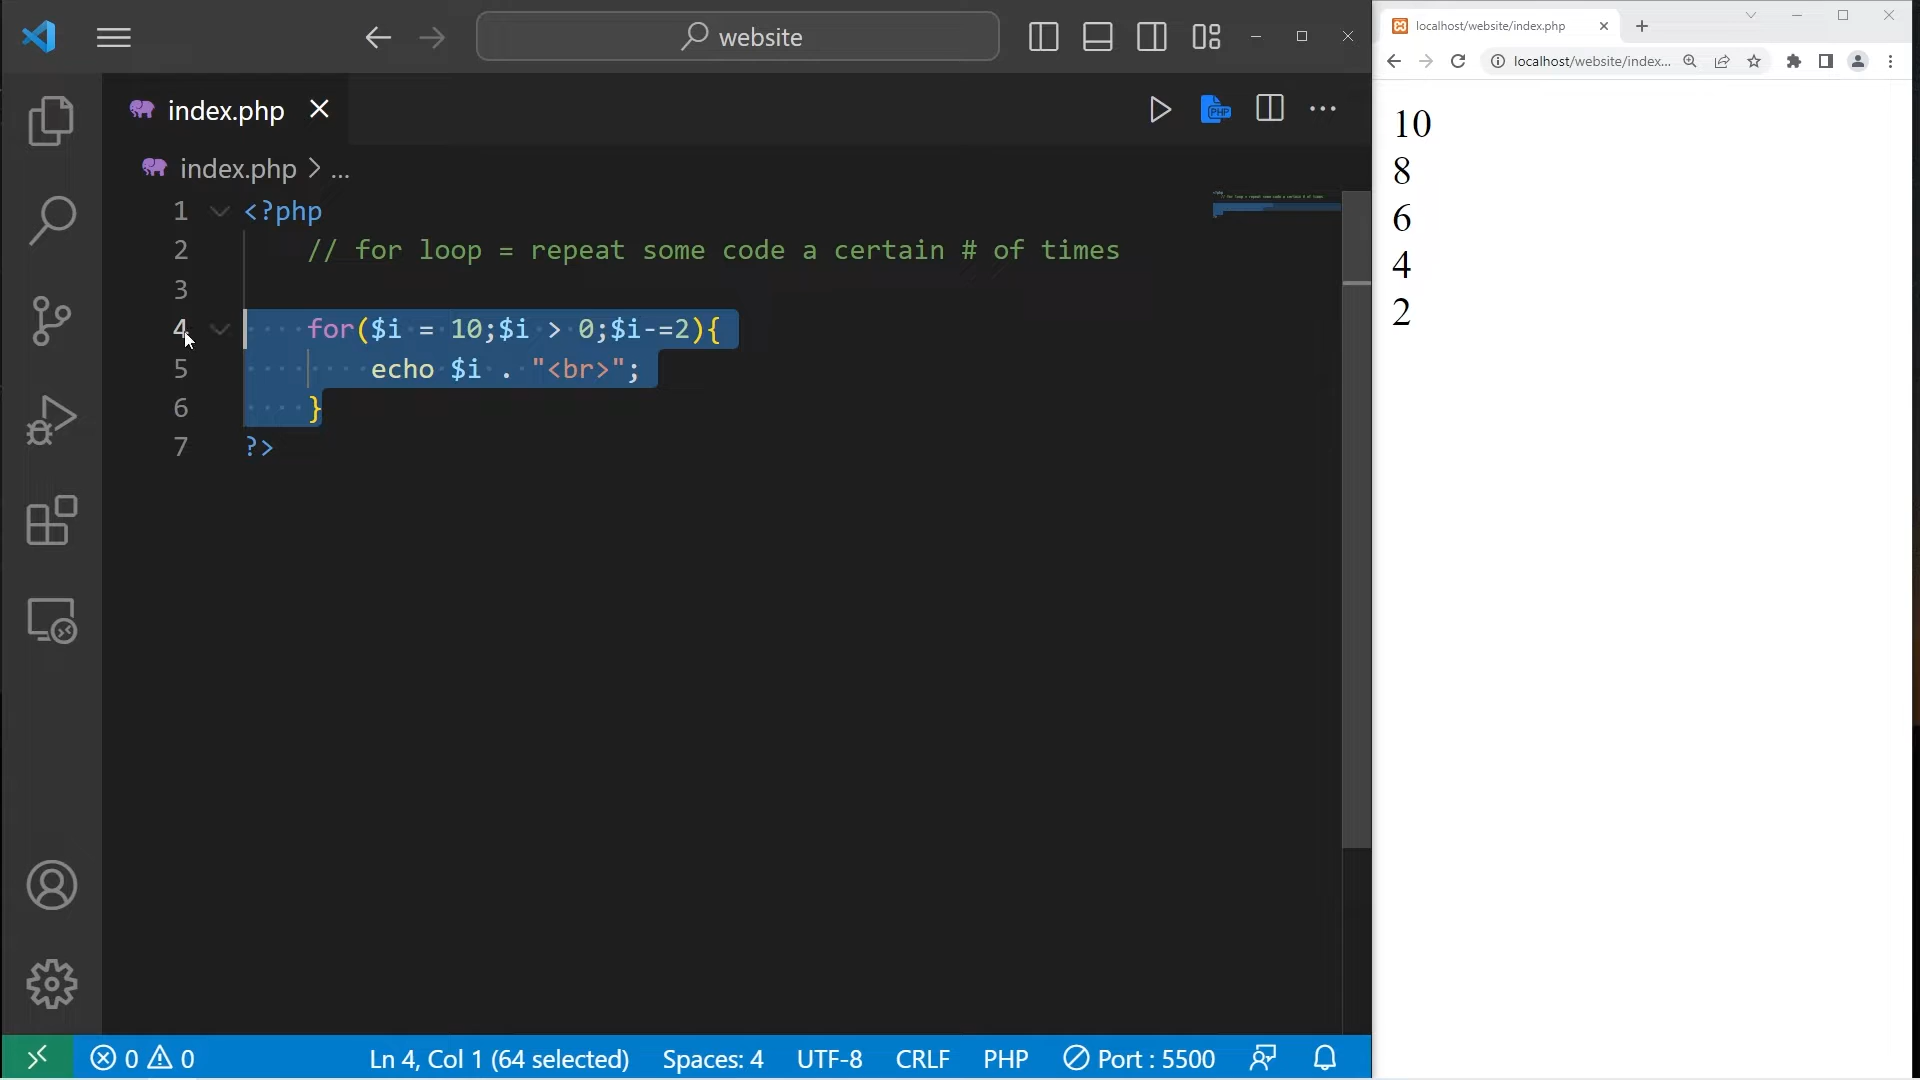 website
index.php
index.php > ...
1 <?php
2 // for loop = repeat some code a certain # of times
3
4 for($i = 10;$i > 0;$i-=2){
5 echo $i . "<br>";
6 }
7 ?>
0 0 Ln 4, Col 1 (64 selected) Spaces: 4 UTF-8 CRLF PHP Port : 5500
localhost/website/index.php
localhost/website/index...
10
8
6
4
2